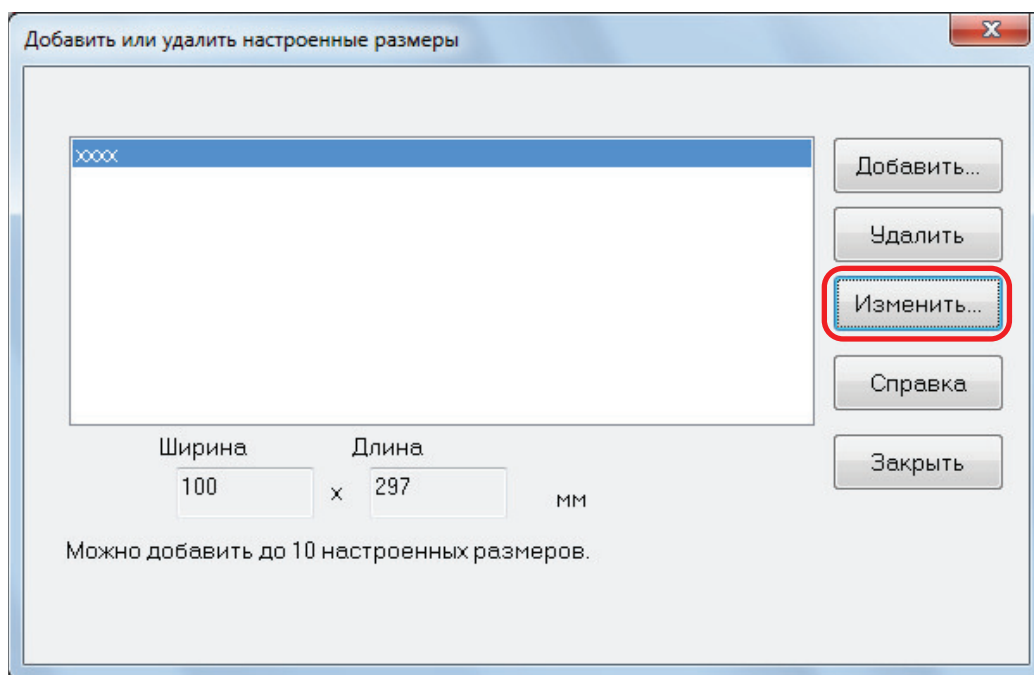 Добавить или удалить настроенные размеры
xxxx
Добавить...
Удалить
Изменить...
Справка
Закрыть
Ширина Длина
100 x 297 мм
Можно добавить до 10 настроенных размеров.